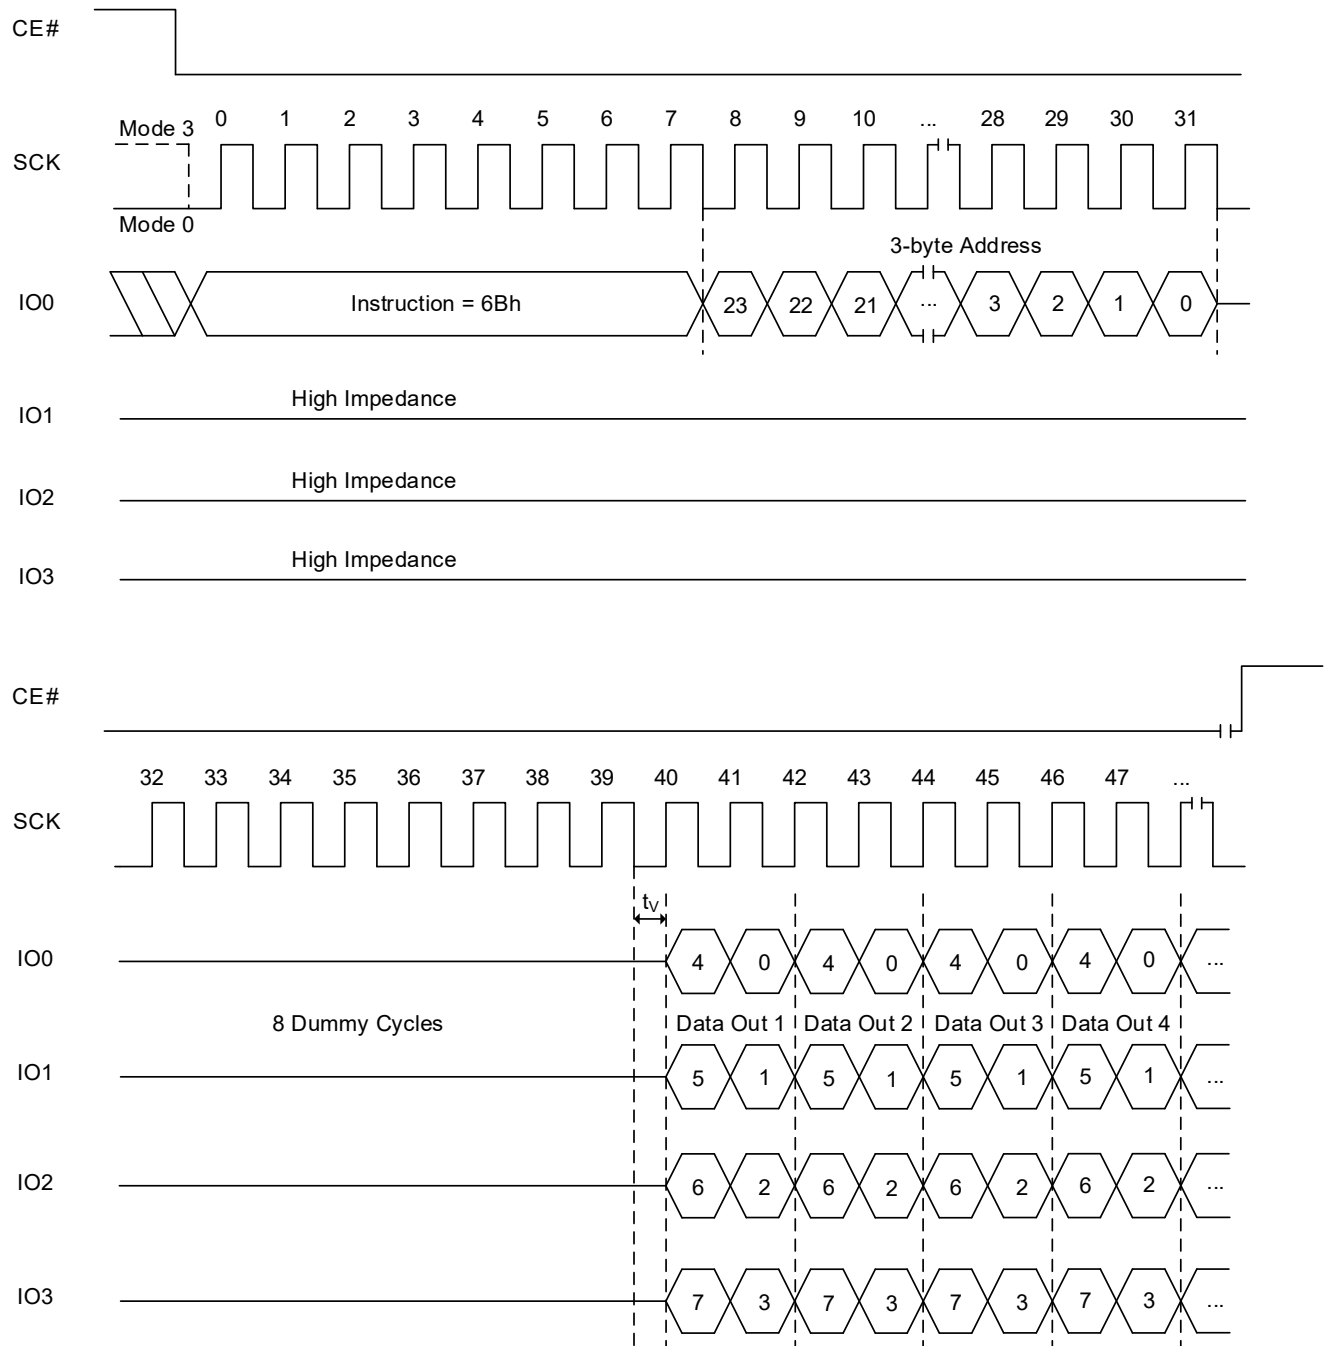 CE#
Mode 3 0 1 2 3 4 5 6 7 8 9 10 ... 28 29 30 31
SCK
Mode 0
3-byte Address
IO0 Instruction = 6Bh 23 22 21 ... 3 2 1 0
High Impedance
IO1
High Impedance
IO2
High Impedance
IO3
CE#
32 33 34 35 36 37 38 39 40 41 42 43 44 45 46 47 ...
SCK
tV
IO0 4 0 4 0 4 0 4 0 ...
8 Dummy Cycles Data Out 1 Data Out 2 Data Out 3 Data Out 4
IO1 5 1 5 1 5 1 5 1 ...
IO2 6 2 6 2 6 2 6 2 ...
IO3 7 3 7 3 7 3 7 3 ...